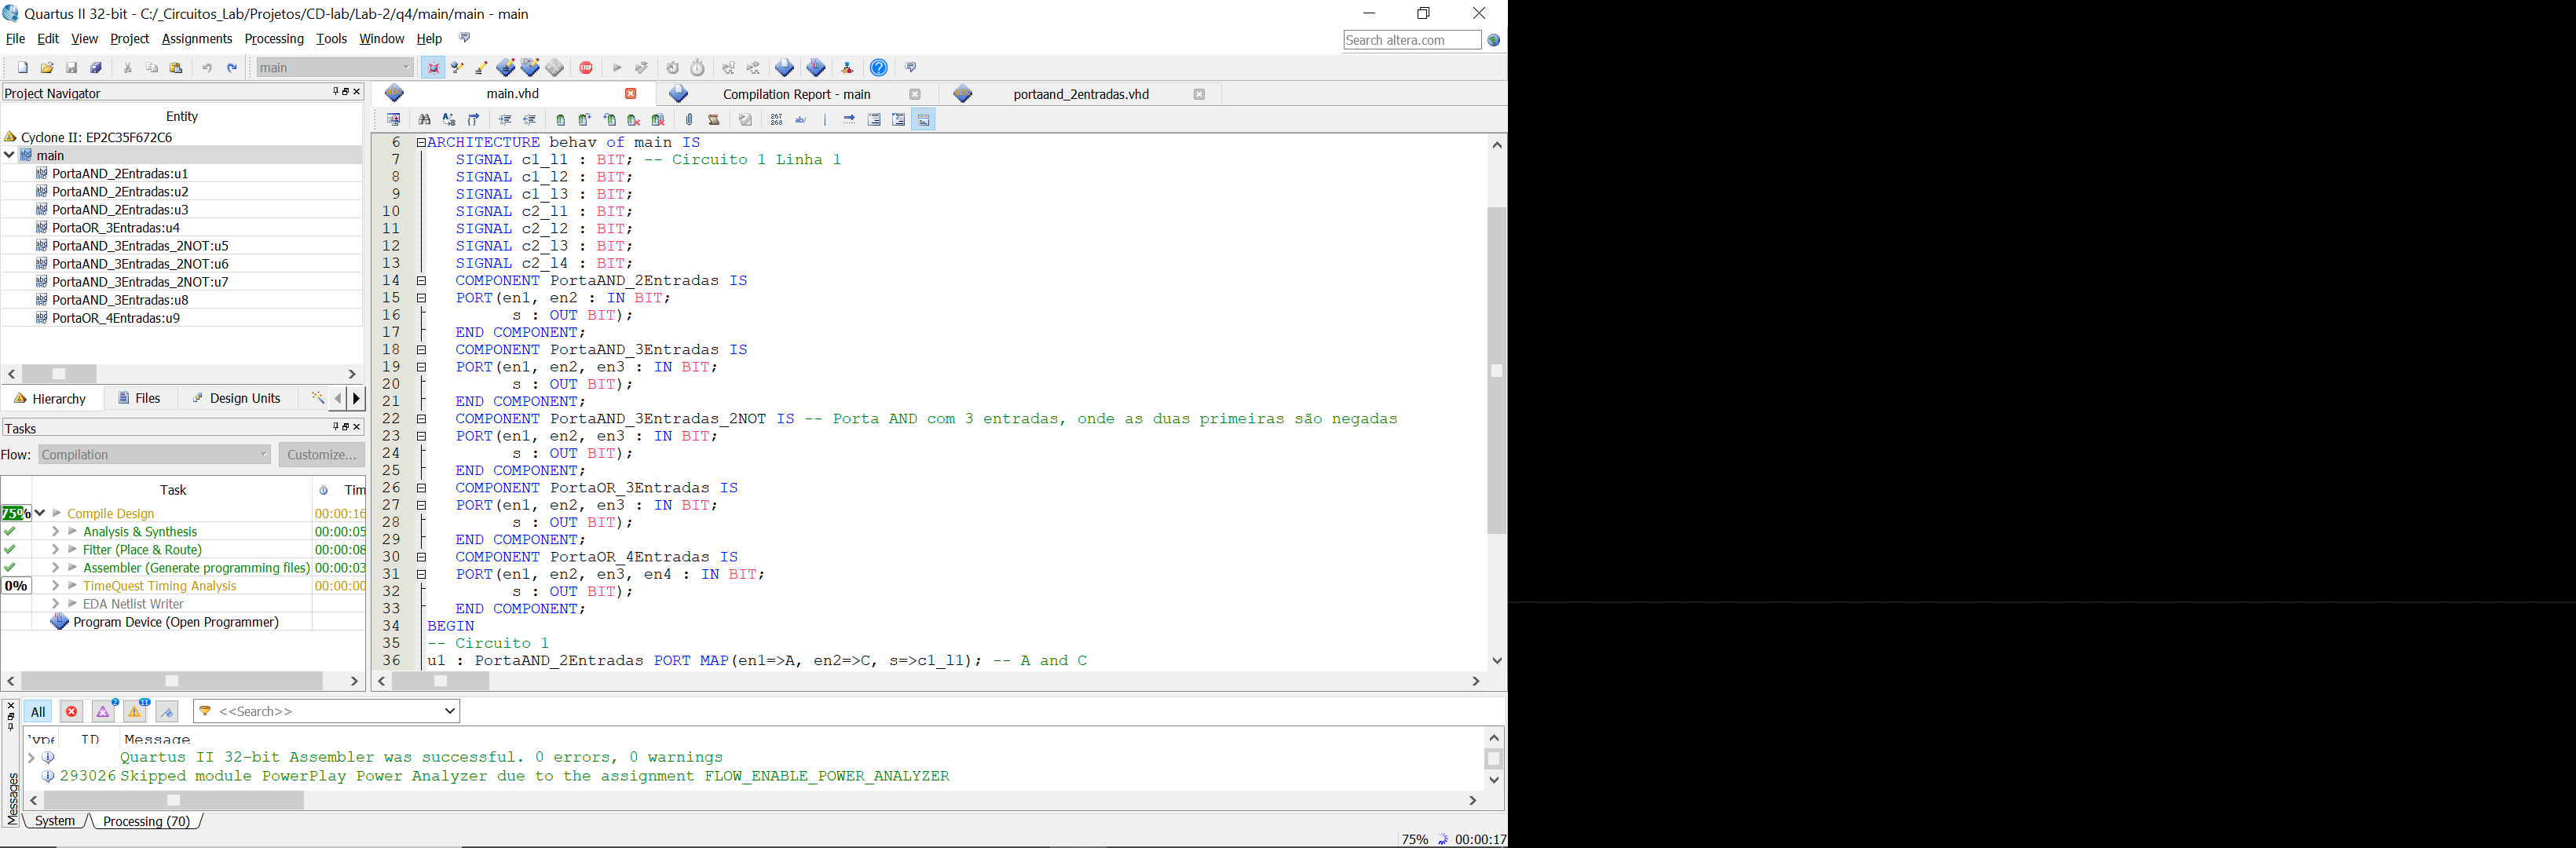 Quartus II 32-bit - C:/_Circuitos_Lab/Projetos/CD-lab/Lab-2/q4/main/main - main
File Edit View Project Assignments Processing Tools Window Help
Search altera.com
main
Project Navigator
Entity
Cyclone II: EP2C35F672C6
main
PortaAND_2Entradas:u1
PortaAND_2Entradas:u2
PortaAND_2Entradas:u3
PortaOR_3Entradas:u4
PortaAND_3Entradas_2NOT:u5
PortaAND_3Entradas_2NOT:u6
PortaAND_3Entradas_2NOT:u7
PortaAND_3Entradas:u8
PortaOR_4Entradas:u9
Hierarchy Files Design Units
Tasks
Flow: Compilation Customize...
Task Tim
75% Compile Design 00:00:16
Analysis & Synthesis 00:00:05
Fitter (Place & Route) 00:00:08
Assembler (Generate programming files) 00:00:03
0% TimeQuest Timing Analysis 00:00:00
EDA Netlist Writer
Program Device (Open Programmer)
main.vhd Compilation Report - main portaand_2entradas.vhd
267 268 ab/
6 ARCHITECTURE behav of main IS
7 SIGNAL c1_l1 : BIT; -- Circuito 1 Linha 1
8 SIGNAL c1_l2 : BIT;
9 SIGNAL c1_l3 : BIT;
10 SIGNAL c2_l1 : BIT;
11 SIGNAL c2_l2 : BIT;
12 SIGNAL c2_l3 : BIT;
13 SIGNAL c2_l4 : BIT;
14 COMPONENT PortaAND_2Entradas IS
15 PORT(en1, en2 : IN BIT;
16 s : OUT BIT);
17 END COMPONENT;
18 COMPONENT PortaAND_3Entradas IS
19 PORT(en1, en2, en3 : IN BIT;
20 s : OUT BIT);
21 END COMPONENT;
22 COMPONENT PortaAND_3Entradas_2NOT IS -- Porta AND com 3 entradas, onde as duas primeiras são negadas
23 PORT(en1, en2, en3 : IN BIT;
24 s : OUT BIT);
25 END COMPONENT;
26 COMPONENT PortaOR_3Entradas IS
27 PORT(en1, en2, en3 : IN BIT;
28 s : OUT BIT);
29 END COMPONENT;
30 COMPONENT PortaOR_4Entradas IS
31 PORT(en1, en2, en3, en4 : IN BIT;
32 s : OUT BIT);
33 END COMPONENT;
34 BEGIN
35 -- Circuito 1
36 u1 : PortaAND_2Entradas PORT MAP(en1=>A, en2=>C, s=>c1_l1); -- A and C
Messages
All 2 11 <<Search>>
Type ID Message
Quartus II 32-bit Assembler was successful. 0 errors, 0 warnings
293026 Skipped module PowerPlay Power Analyzer due to the assignment FLOW_ENABLE_POWER_ANALYZER
System Processing (70)
75% 00:00:17